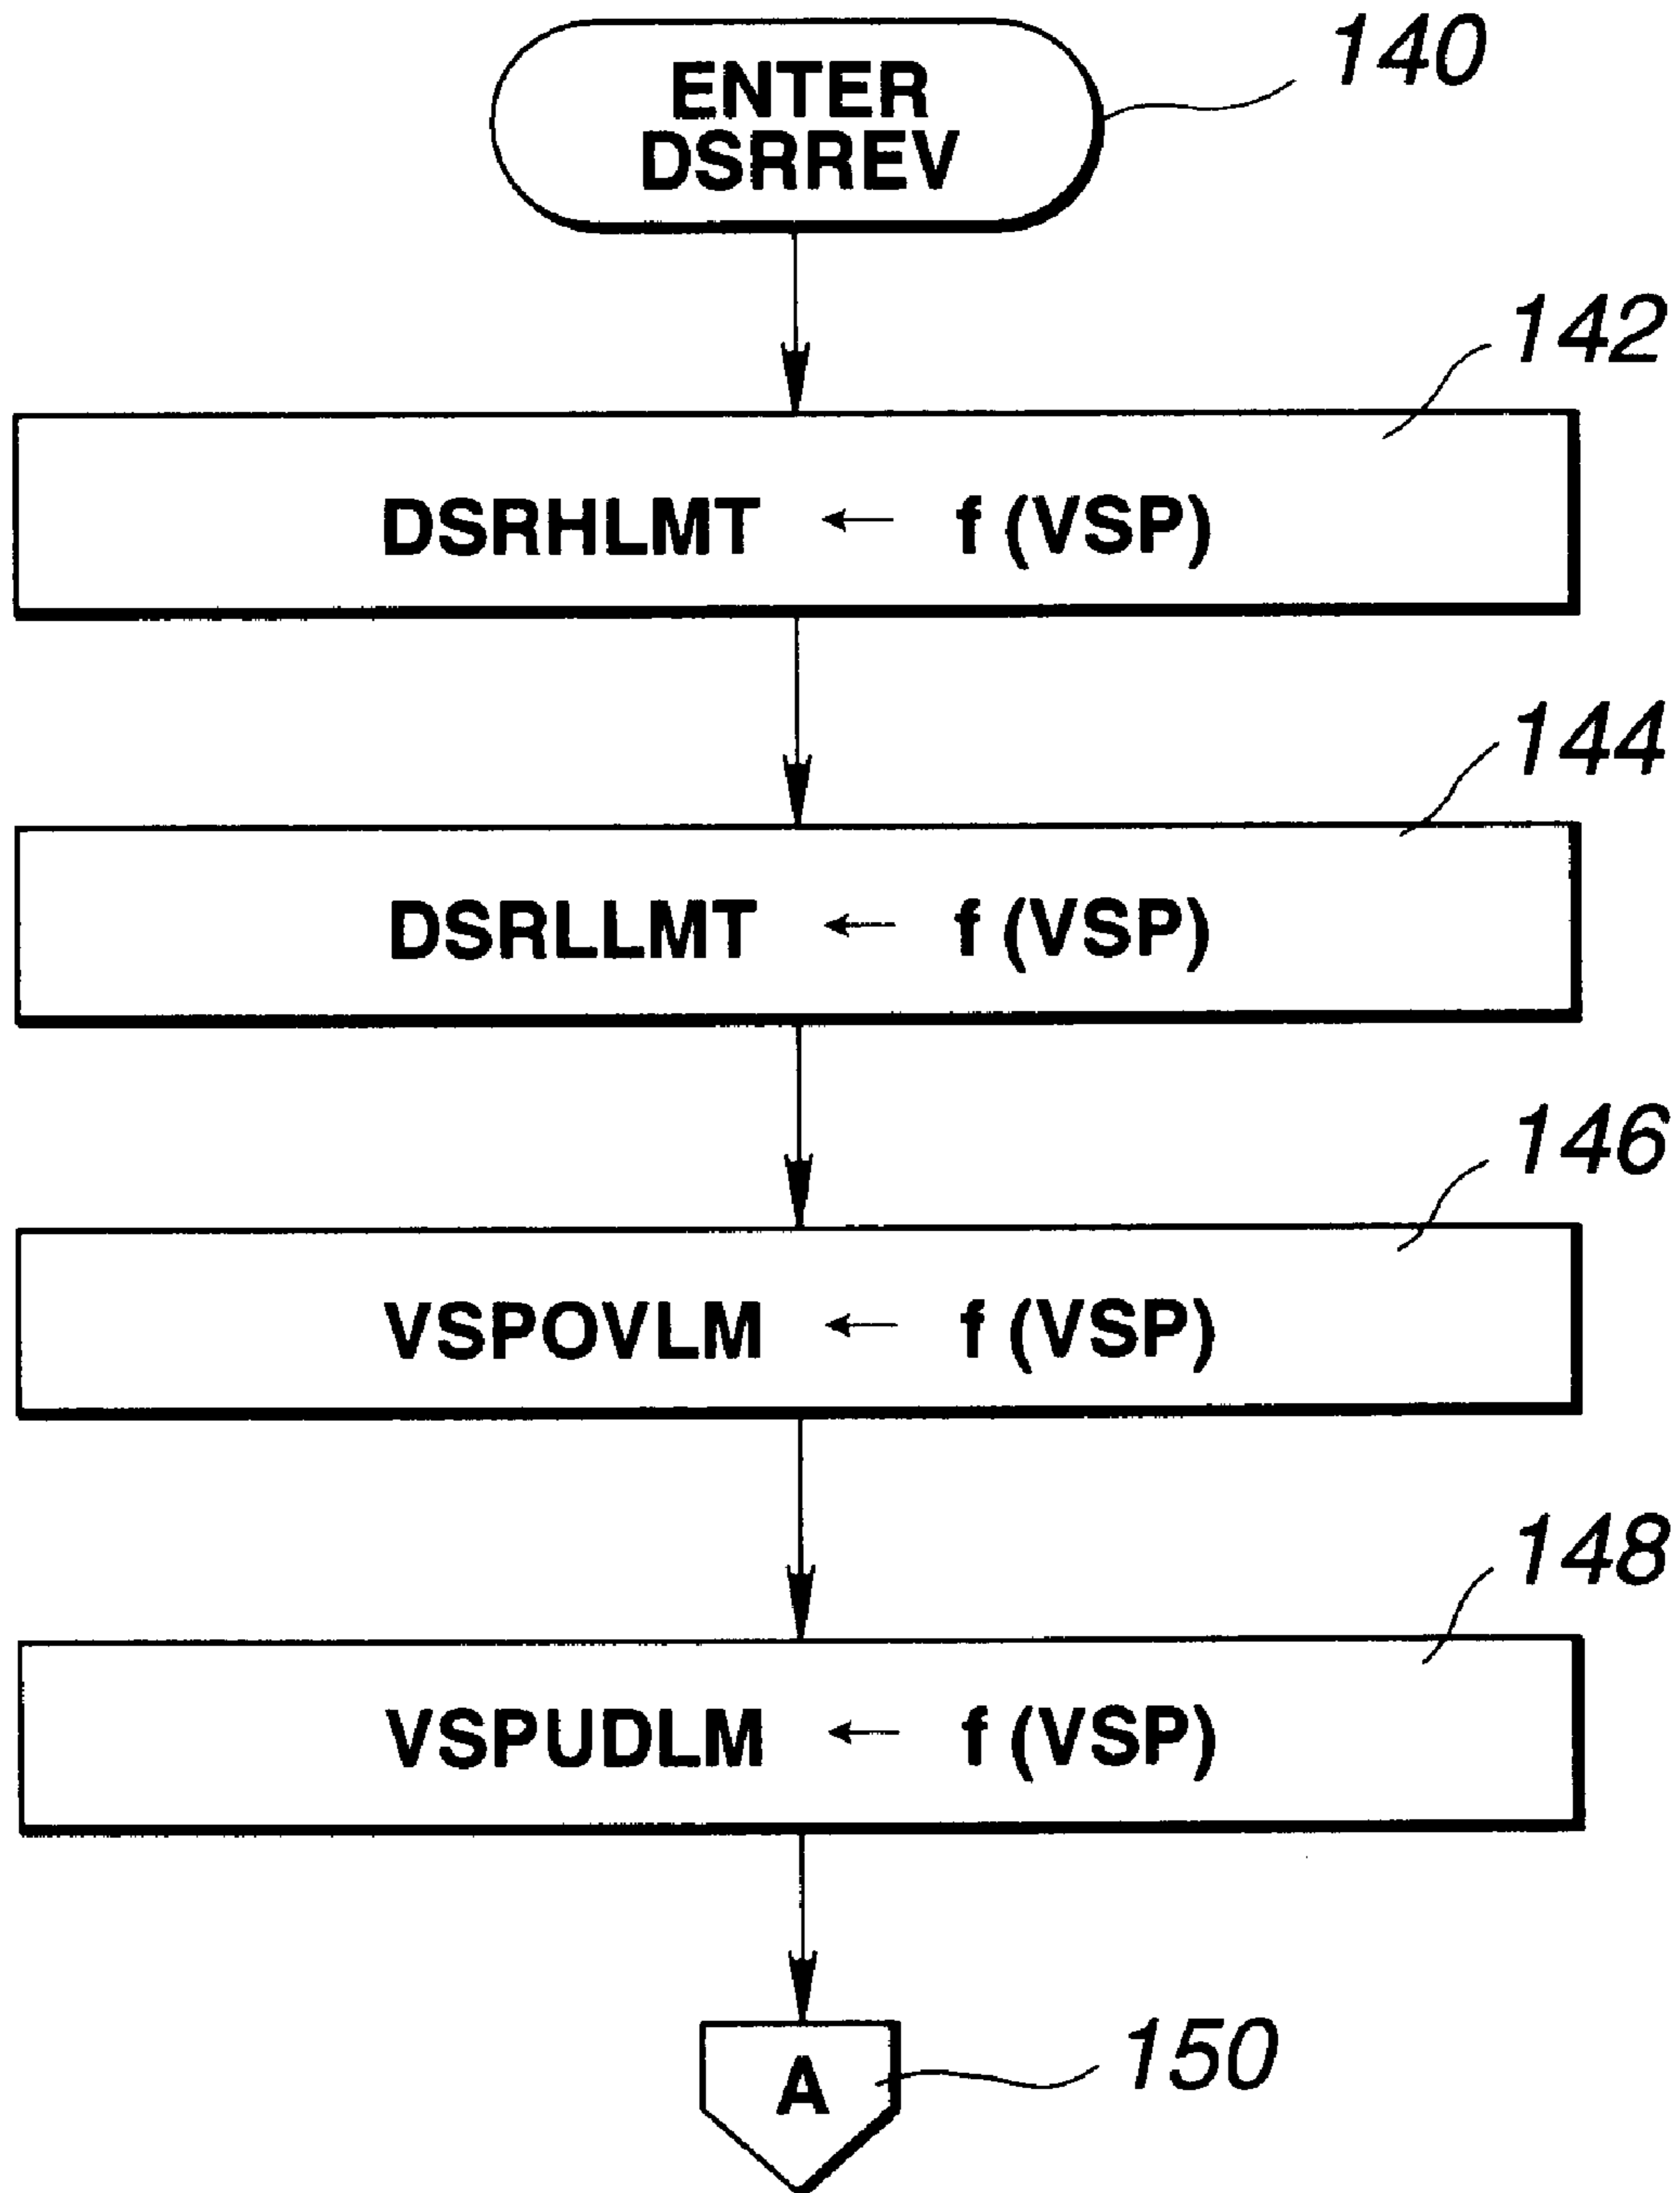 ENTER
DSRREV
140
142
DSRHLMT ← f (VSP)
144
DSRLLMT ← f (VSP)
146
VSPOVLM ← f (VSP)
148
VSPUDLM ← f (VSP)
A
150